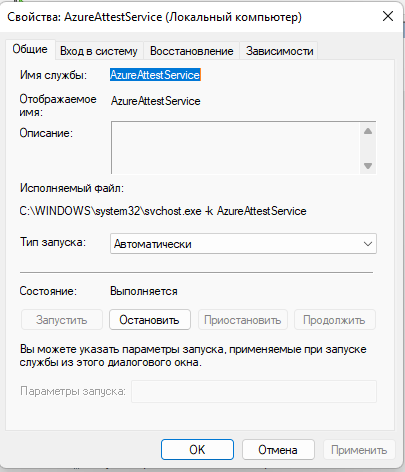 Свойства: AzureAttestService (Локальный компьютер)
Общие Вход в систему Восстановление Зависимости
Имя службы: AzureAttestService
Отображаемое имя: AzureAttestService
Описание:
Исполняемый файл:
C:\WINDOWS\system32\svchost.exe -k AzureAttestService
Тип запуска: Автоматически
Состояние: Выполняется
Запустить Остановить Приостановить Продолжить
Вы можете указать параметры запуска, применяемые при запуске
службы из этого диалогового окна.
Параметры запуска:
OK Отмена Применить